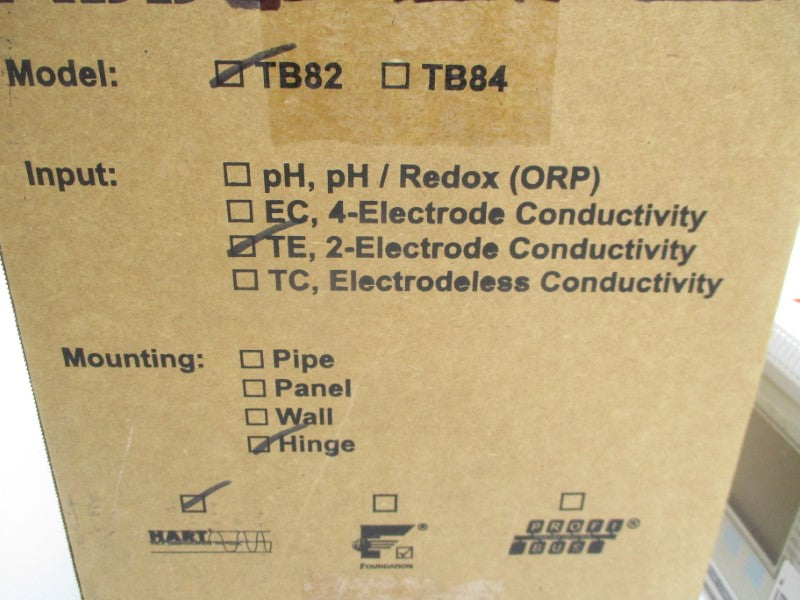 Model: TB82 TB84
Input: pH, pH / Redox (ORP)
EC, 4-Electrode Conductivity
TE, 2-Electrode Conductivity
TC, Electrodeless Conductivity
Mounting: Pipe
Panel
Wall
Hinge
HART
F ®
FOUNDATION
PROFI ®
BUS